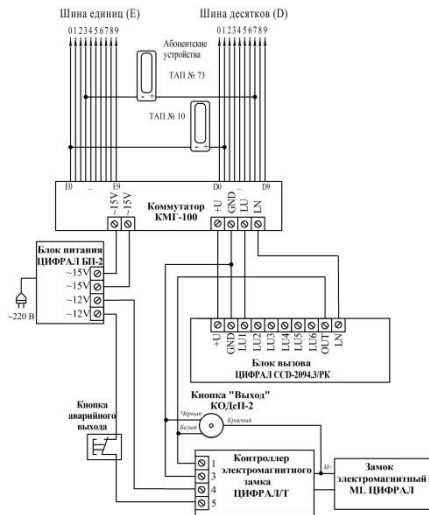 Шина единиц (E) Шина десятков (D)
0123456789 0123456789
Абонентские
устройства
ТАП № 73
- +
ТАП № 10
- +
E0 _ E9 D0 _ D9
Коммутатор
КМГ-100
~15V
~15V
+U
GND
LU
LN
Блок питания
ЦИФРАЛ БП-2
~15V
~15V
~12V
~12V
~220 В
+U
GND
LU1
LU2
LU3
LU4
LU5
LU6
OUT
LN
Блок вызова
ЦИФРАЛ CCD-2094.3/РК
Кнопка "Выход"
КОДсП-2
Черный
Белый
Красный
Кнопка
аварийного
выхода
1
3
4
5
Контроллер
электромагнитного
замка
ЦИФРАЛ/Т
М+
Замок
электромагнитный
ML ЦИФРАЛ